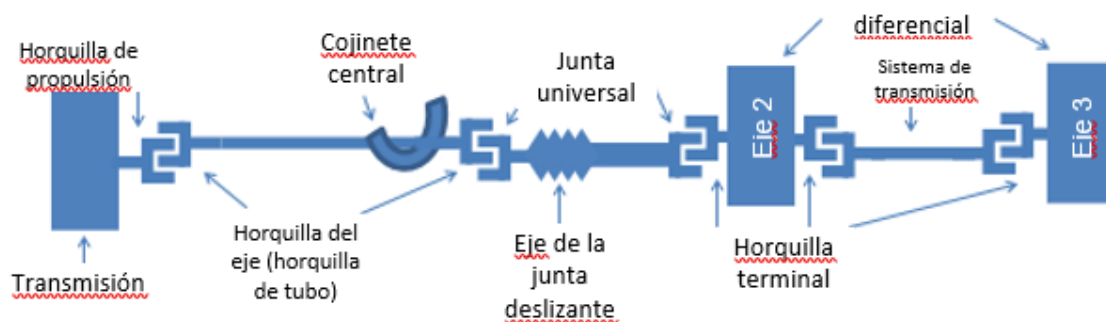 Horquilla de
propulsión
Cojinete
central
Junta
universal
diferencial
Sistema de
transmisión
Eje 2
Eje 3
Transmisión
Horquilla del
eje (horquilla
de tubo)
Eje de la
junta
deslizante
Horquilla
terminal